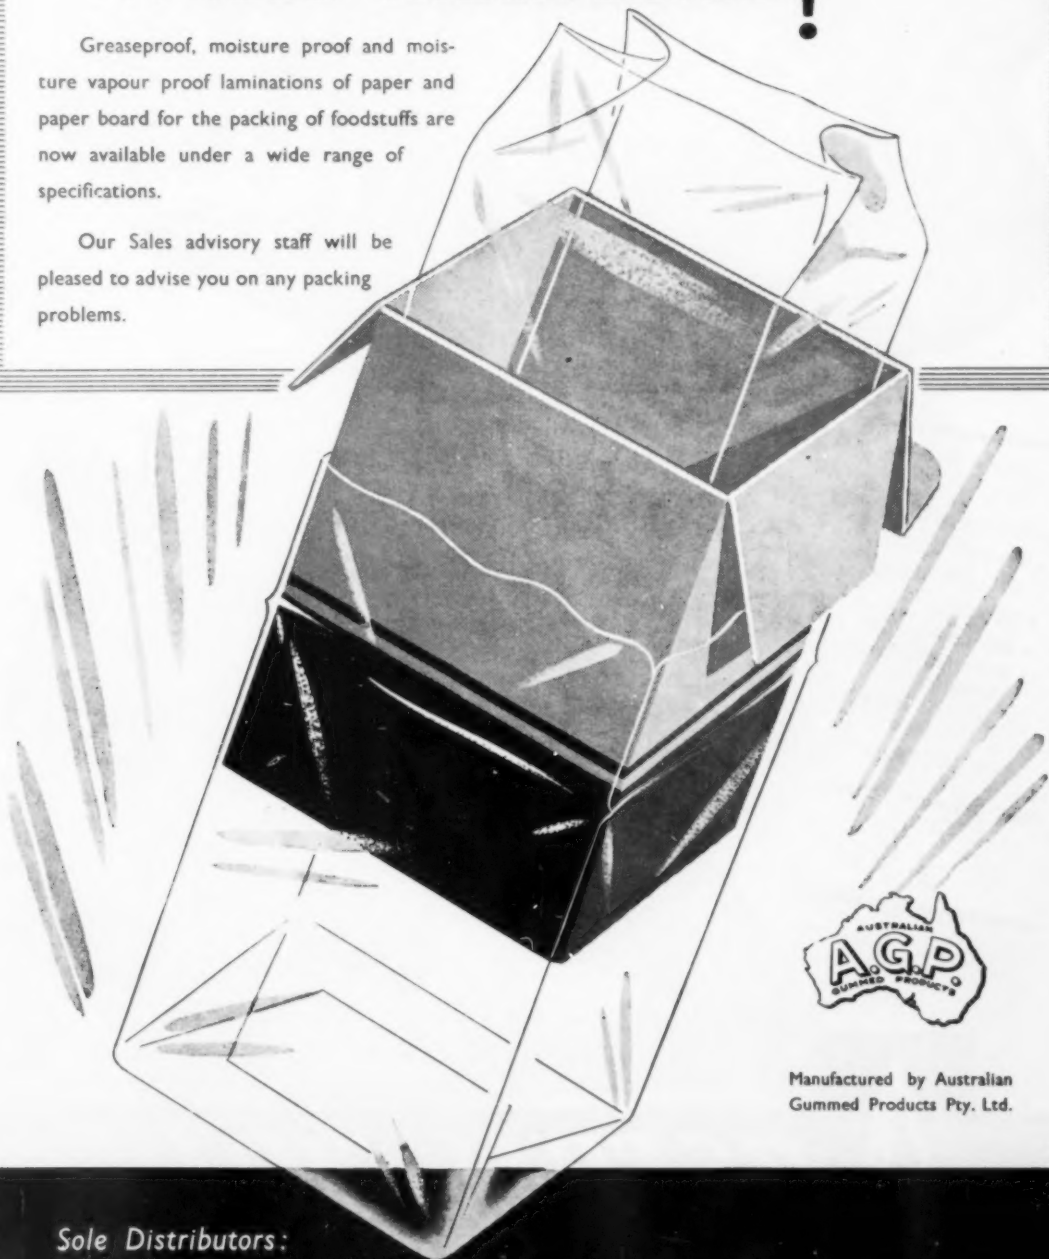 !
Greaseproof, moisture proof and mois-
ture vapour proof laminations of paper and
paper board for the packing of foodstuffs are
now available under a wide range of
specifications.
Our Sales advisory staff will be
pleased to advise you on any packing
problems.
AUSTRALIAN
A.G.P.
GUMMED PRODUCTS
Manufactured by Australian
Gummed Products Pty. Ltd.
Sole Distributors: